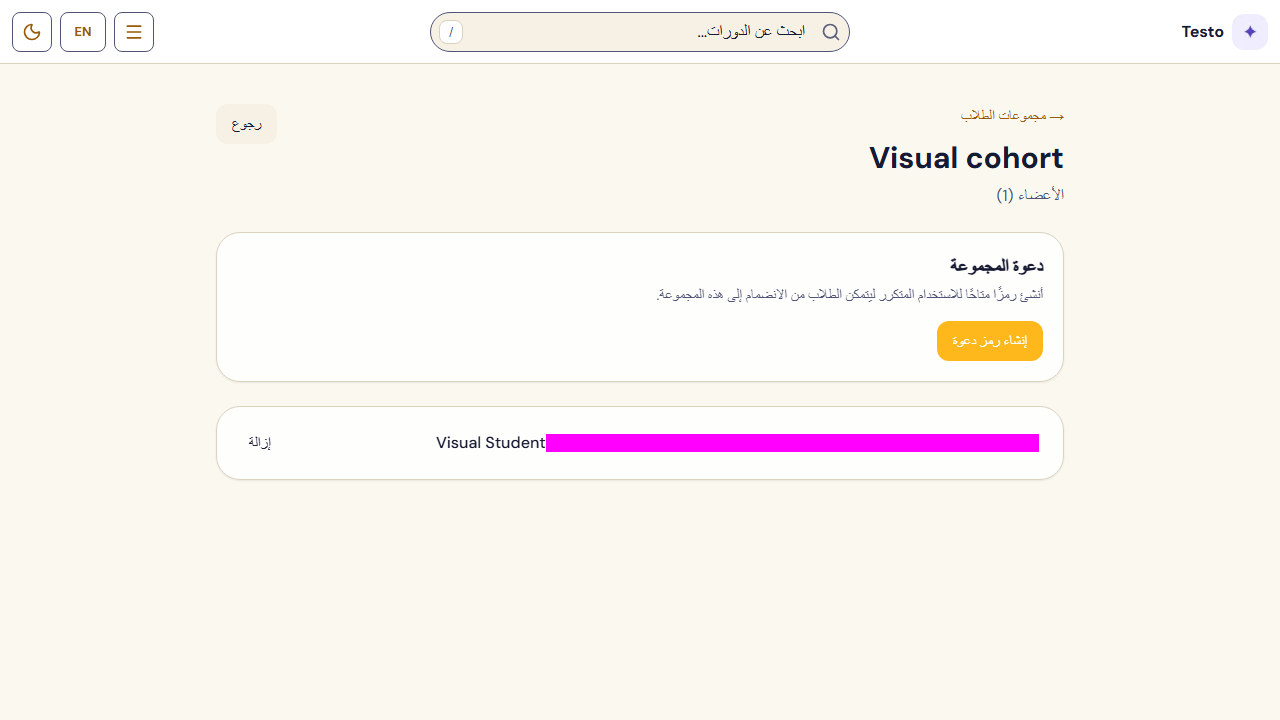 Testo
ابحث عن الدورات...
/
EN
→ مجموعات الطلاب
رجوع
Visual cohort
الأعضاء (1)
دعوة المجموعة
أنشئ رمزًا متاحًا للاستخدام المتكرر ليتمكن الطلاب من الانضمام إلى هذه المجموعة.
إنشاء رمز دعوة
Visual Student
إزالة